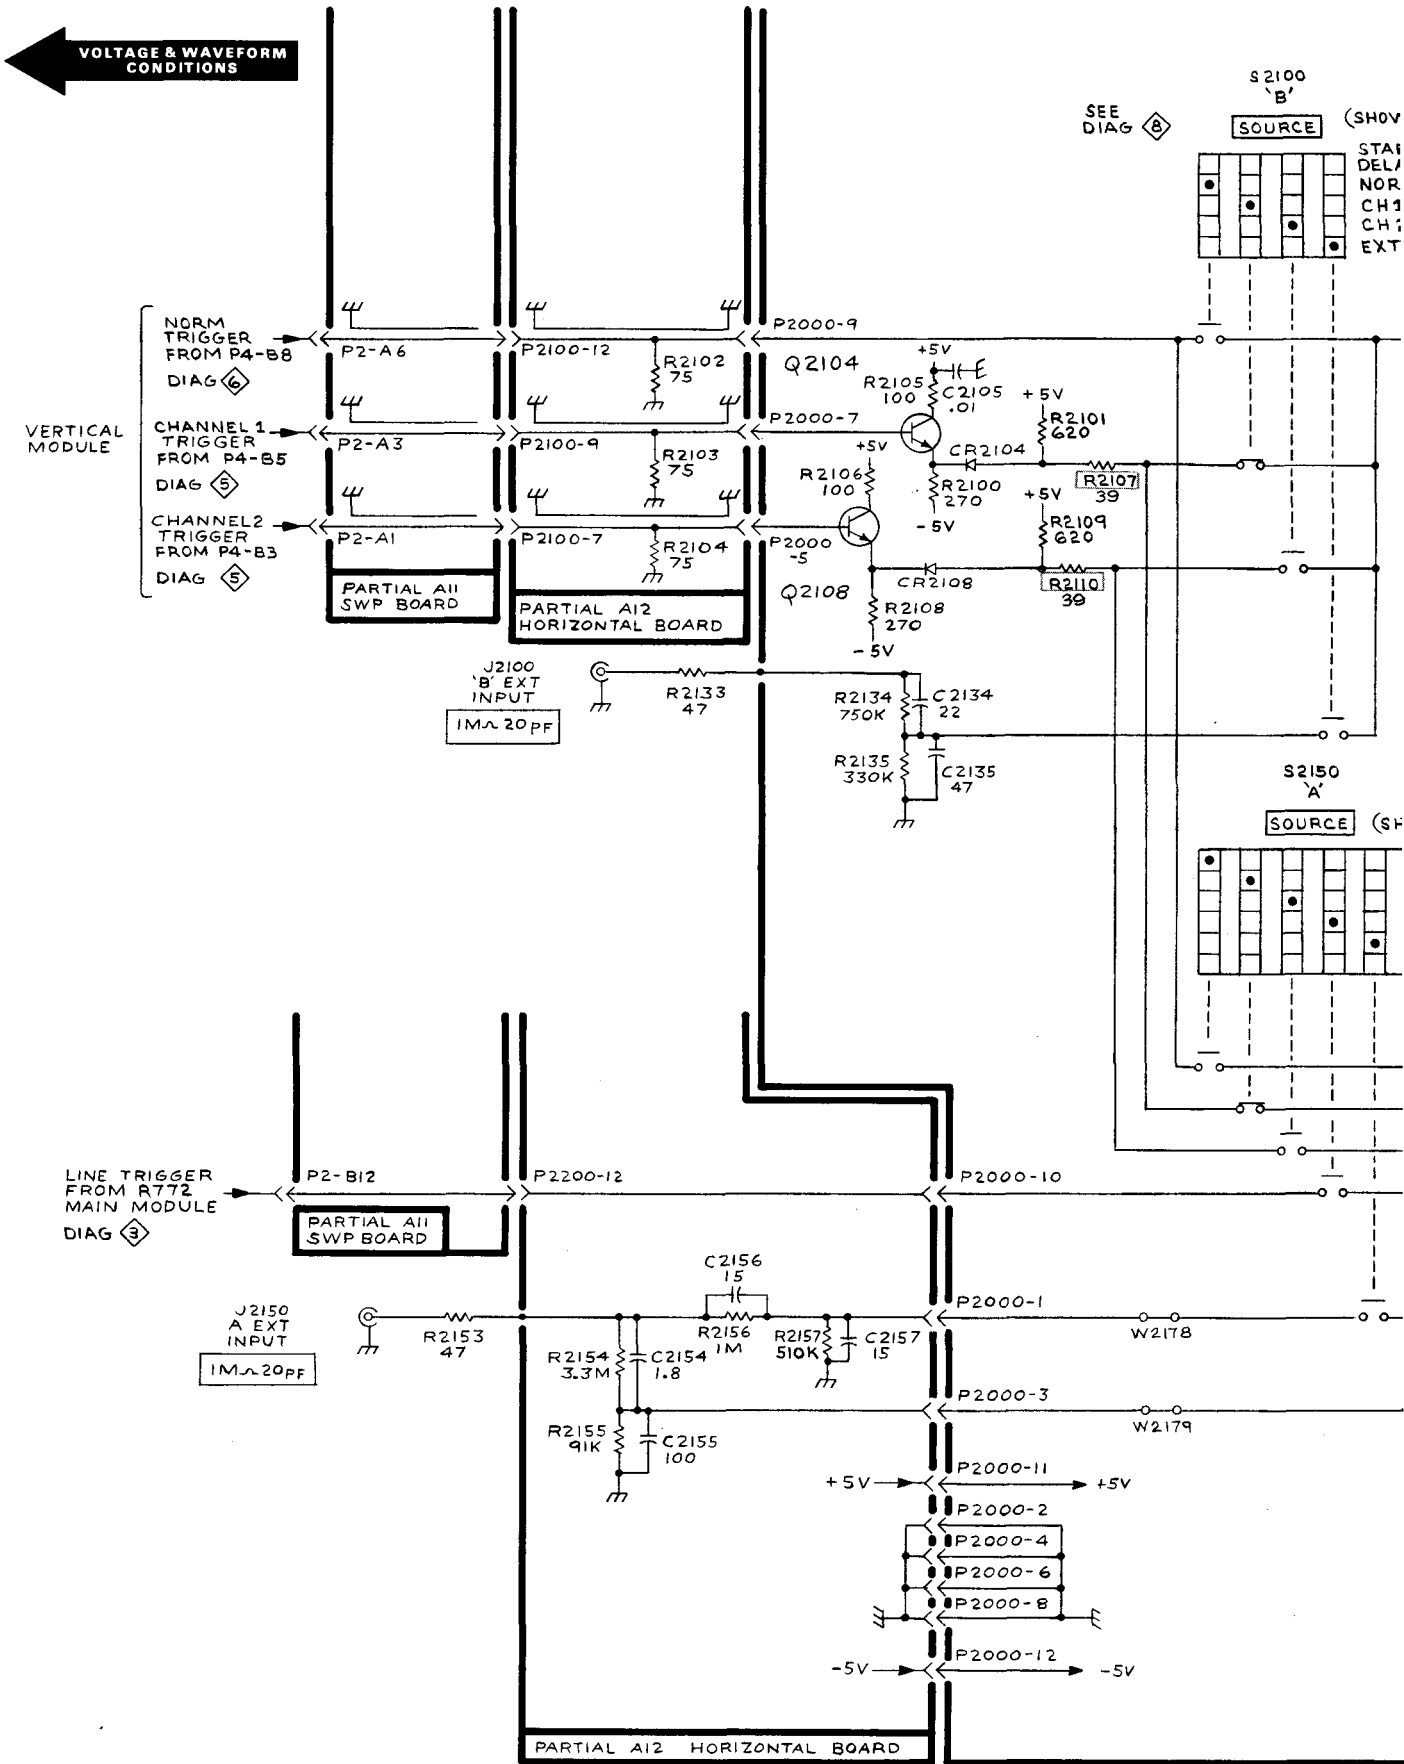 VOLTAGE & WAVEFORM
CONDITIONS
S2100
'B'
SEE
DIAG 8
SOURCE
(SHOW
DELA
NOR
CH1
EXT
NORM
TRIGGER
FROM P4-B8
DIAG 6
P2-A6
P2100-12
R2102
75
P2000-9
Q2104
+5V
R2105
100
C2105
.01
+5V
R2101
620
VERTICAL
MODULE
CHANNEL 1
TRIGGER
FROM P4-B5
DIAG 5
P2-A3
P2100-9
R2103
75
P2000-7
+5V
R2106
100
CR2104
R2107
39
R2100
270
-5V
+5V
R2109
620
CHANNEL2
TRIGGER
FROM P4-B3
DIAG 5
P2-A1
P2100-7
R2104
75
P2000
-5
Q2108
CR2108
R2110
39
R2108
270
-5V
PARTIAL A11
SWP BOARD
PARTIAL A12
HORIZONTAL BOARD
J2100
'B' EXT
INPUT
1M~20PF
R2133
47
R2134
750K
C2134
22
R2135
330K
C2135
47
S2150
'A'
SOURCE
(SH
LINE TRIGGER
FROM R772
MAIN MODULE
DIAG 3
P2-B12
P2200-12
P2000-10
PARTIAL A11
SWP BOARD
J2150
A EXT
INPUT
1M~20PF
R2153
47
C2156
15
R2156
1M
R2157
510K
C2157
15
P2000-1
W2178
R2154
3.3M
C2154
1.8
P2000-3
W2179
R2155
91K
C2155
100
+5V
P2000-11
+5V
P2000-2
P2000-4
P2000-6
P2000-8
-5V
P2000-12
-5V
PARTIAL A12 HORIZONTAL BOARD